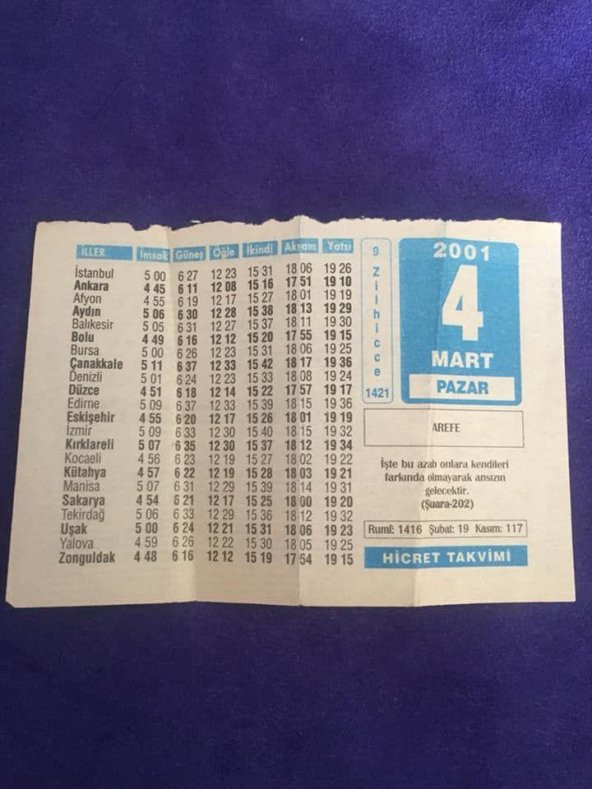 İLLER İmsak Güneş Öğle İkindi Akşam Yatsı
İstanbul 5 00 6 27 12 23 15 31 18 06 19 26
Ankara 4 45 6 11 12 08 15 16 17 51 19 10
Afyon 4 55 6 19 12 17 15 27 18 01 19 19
Aydın 5 06 6 30 12 28 15 38 18 13 19 29
Balıkesir 5 05 6 31 12 27 15 37 18 11 19 30
Bolu 4 49 6 16 12 12 15 20 17 55 19 15
Bursa 5 00 6 26 12 23 15 31 18 06 19 25
Çanakkale 5 11 6 37 12 33 15 42 18 17 19 36
Denizli 5 01 6 24 12 23 15 33 18 08 19 24
Düzce 4 51 6 18 12 14 15 22 17 57 19 17
Edirne 5 09 6 37 12 33 15 39 18 15 19 36
Eskişehir 4 55 6 20 12 17 15 26 18 01 19 19
İzmir 5 09 6 33 12 30 15 40 18 15 19 32
Kırklareli 5 07 6 35 12 30 15 37 18 12 19 34
Kocaeli 4 56 6 23 12 19 15 27 18 02 19 22
Kütahya 4 57 6 22 12 19 15 28 18 03 19 21
Manisa 5 07 6 31 12 29 15 39 18 14 19 31
Sakarya 4 54 6 21 12 17 15 25 18 00 19 20
Tekirdağ 5 06 6 33 12 29 15 36 18 12 19 32
Uşak 5 00 6 24 12 21 15 31 18 06 19 23
Yalova 4 59 6 26 12 22 15 30 18 05 19 25
Zonguldak 4 48 6 16 12 12 15 19 17 54 19 15
9 Zilhicce 1421
2001
4
MART
PAZAR
AREFE
İşte bu azab onlara kendileri
farkında olmayarak ansızın
gelecektir.
(Şuara-202)
Rumî: 1416 Şubat: 19 Kasım: 117
HİCRET TAKVİMİ